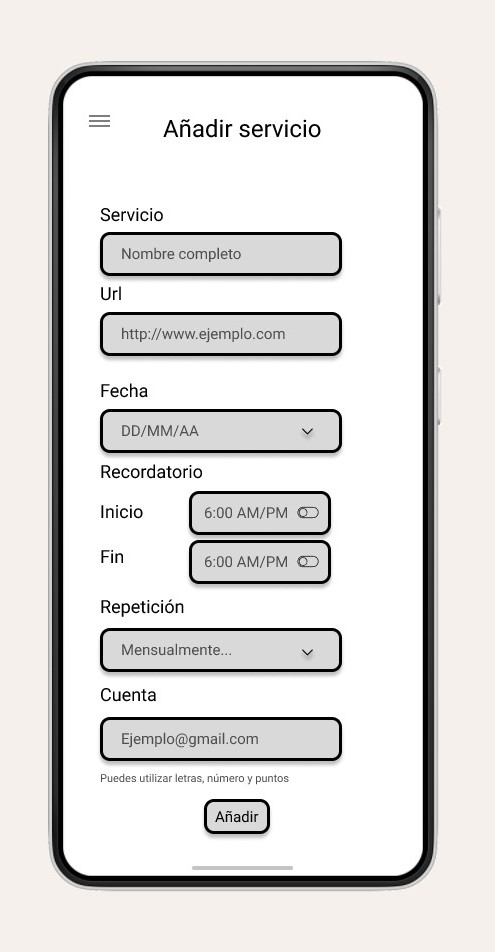 Añadir servicio
Servicio
Nombre completo
Url
http://www.ejemplo.com
Fecha
DD/MM/AA
Recordatorio
Inicio 6:00 AM/PM
Fin 6:00 AM/PM
Repetición
Mensualmente...
Cuenta
Ejemplo@gmail.com
Puedes utilizar letras, número y puntos
Añadir